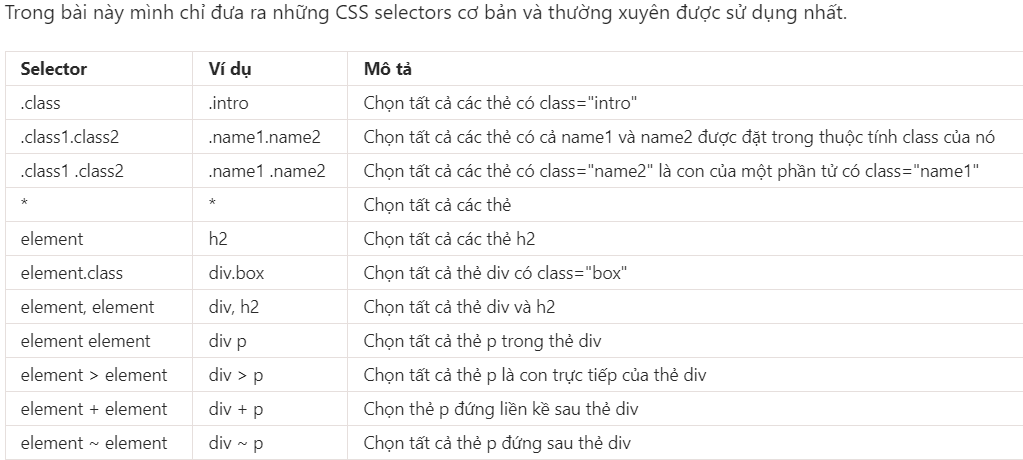 Trong bài này mình chỉ đưa ra những CSS selectors cơ bản và thường xuyên được sử dụng nhất.
Selector Ví dụ Mô tả
.class .intro Chọn tất cả các thẻ có class="intro"
.class1.class2 .name1.name2 Chọn tất cả các thẻ có cả name1 và name2 được đặt trong thuộc tính class của nó
.class1 .class2 .name1 .name2 Chọn tất cả các thẻ có class="name2" là con của một phần tử có class="name1"
* * Chọn tất cả các thẻ
element h2 Chọn tất cả các thẻ h2
element.class div.box Chọn tất cả thẻ div có class="box"
element, element div, h2 Chọn tất cả thẻ div và h2
element element div p Chọn tất cả thẻ p trong thẻ div
element > element div > p Chọn tất cả thẻ p là con trực tiếp của thẻ div
element + element div + p Chọn thẻ p đứng liền kề sau thẻ div
element ~ element div ~ p Chọn tất cả thẻ p đứng sau thẻ div